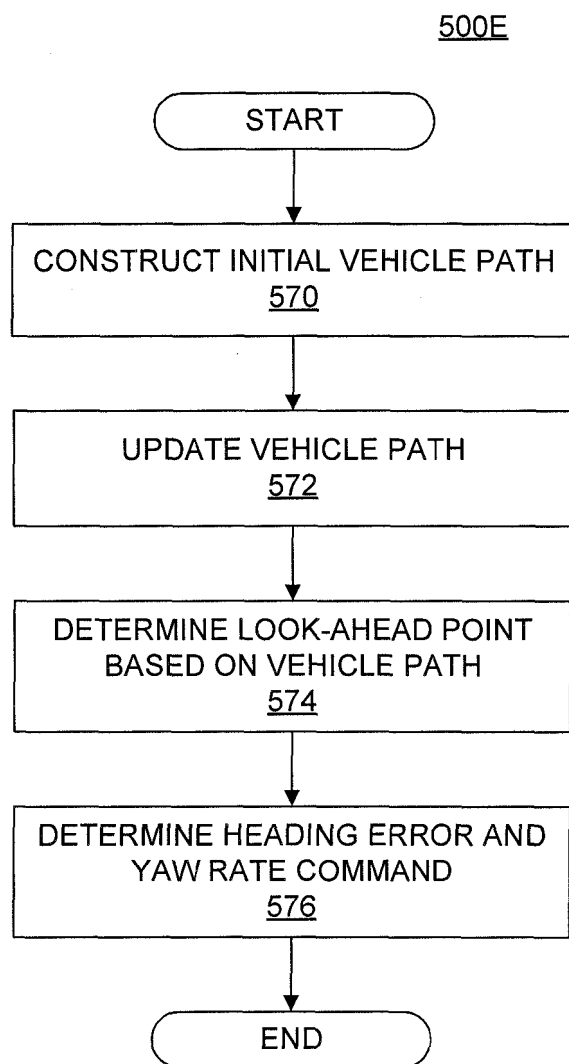 500E
START
CONSTRUCT INITIAL VEHICLE PATH
570
UPDATE VEHICLE PATH
572
DETERMINE LOOK-AHEAD POINT
BASED ON VEHICLE PATH
574
DETERMINE HEADING ERROR AND
YAW RATE COMMAND
576
END